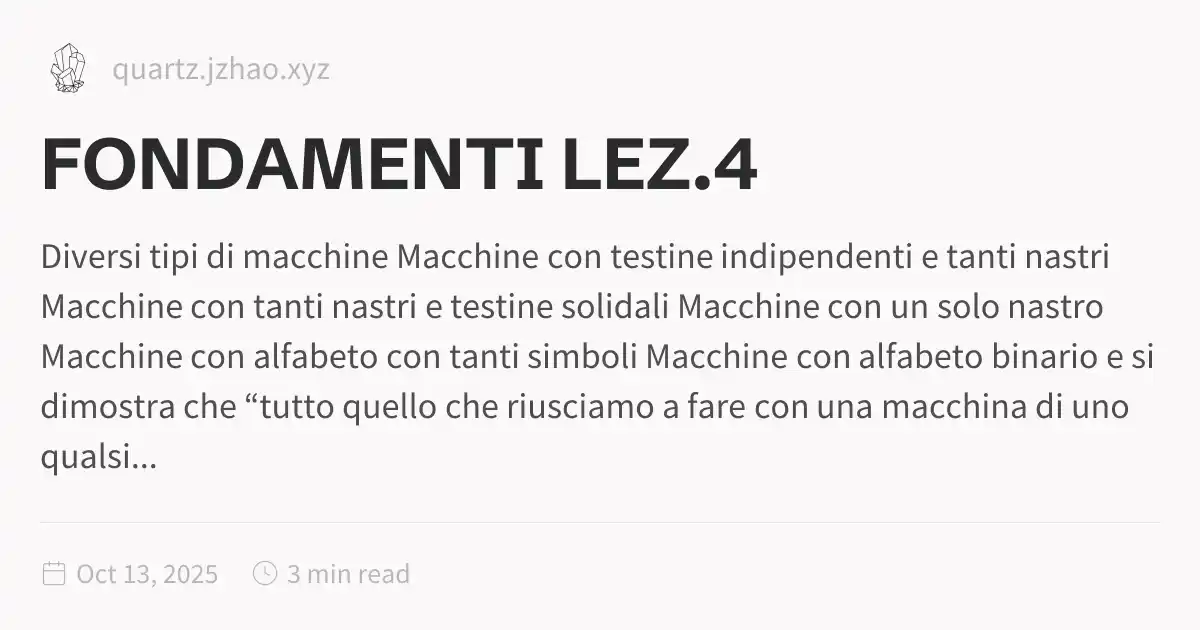 quartz.jzhao.xyz
FONDAMENTI LEZ.4
Diversi tipi di macchine Macchine con testine indipendenti e tanti nastri
Macchine con tanti nastri e testine solidali Macchine con un solo nastro
Macchine con alfabeto con tanti simboli Macchine con alfabeto binario e si
dimostra che “tutto quello che riusciamo a fare con una macchina di uno
qualsi...
Oct 13, 2025 3 min read